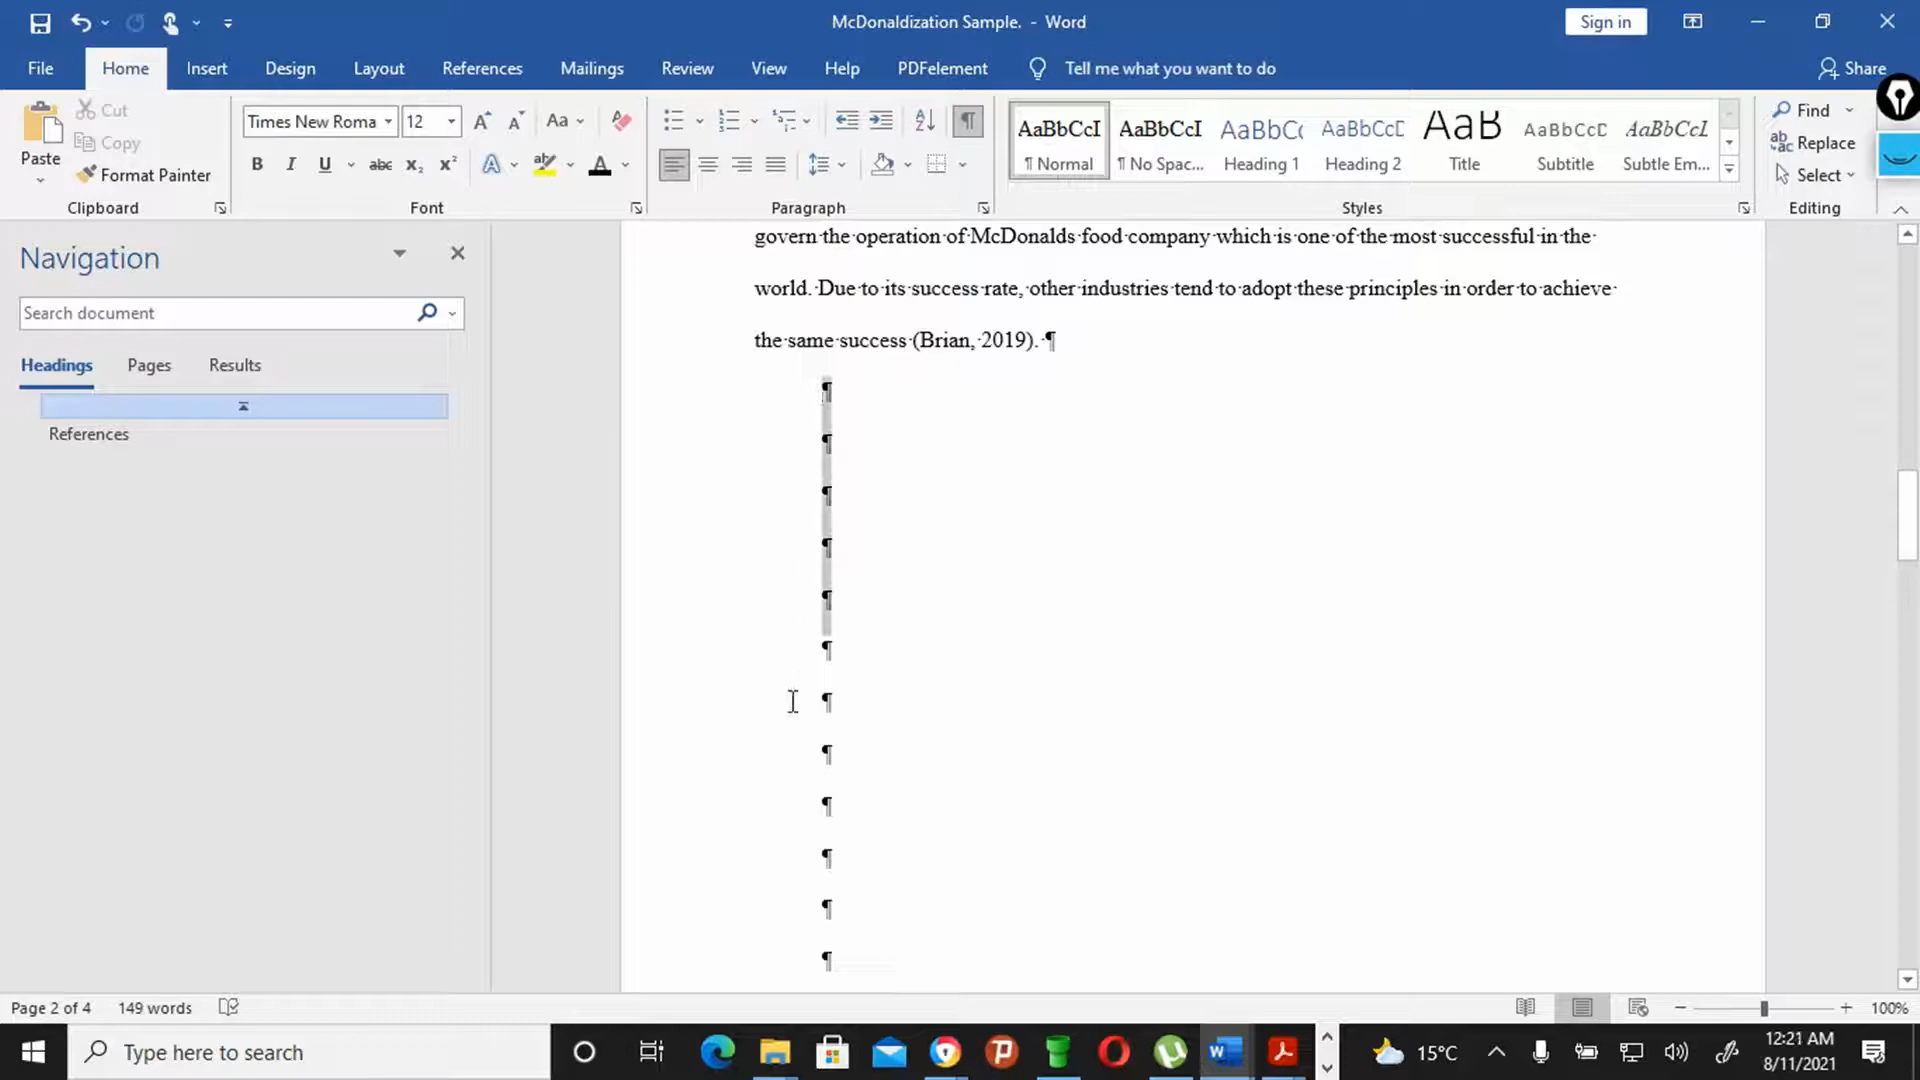 McDonaldization Sample. - Word
Sign in
File Home Insert Design Layout References Mailings Review View Help PDFelement Tell me what you want to do Share
Cut
Copy
Paste
Format Painter
Clipboard
Times New Roma 12
Aa
B I U abc X₂ X² A ab A
Font
Paragraph
AaBbCcI AaBbCcI AaBbCc AaBbCcD AaB AaBbCcD AaBbCcI
¶ Normal ¶ No Spac... Heading 1 Heading 2 Title Subtitle Subtle Em...
Styles
Find
Replace
Select
Editing
Navigation
Search document
Headings Pages Results
References
govern the operation of McDonalds food company which is one of the most successful in the
world. Due to its success rate, other industries tend to adopt these principles in order to achieve
the same success (Brian, 2019). ¶
¶
¶
¶
¶
¶
¶
¶
¶
¶
¶
¶
¶
Page 2 of 4 149 words
100%
Type here to search
15°C
12:21 AM
8/11/2021